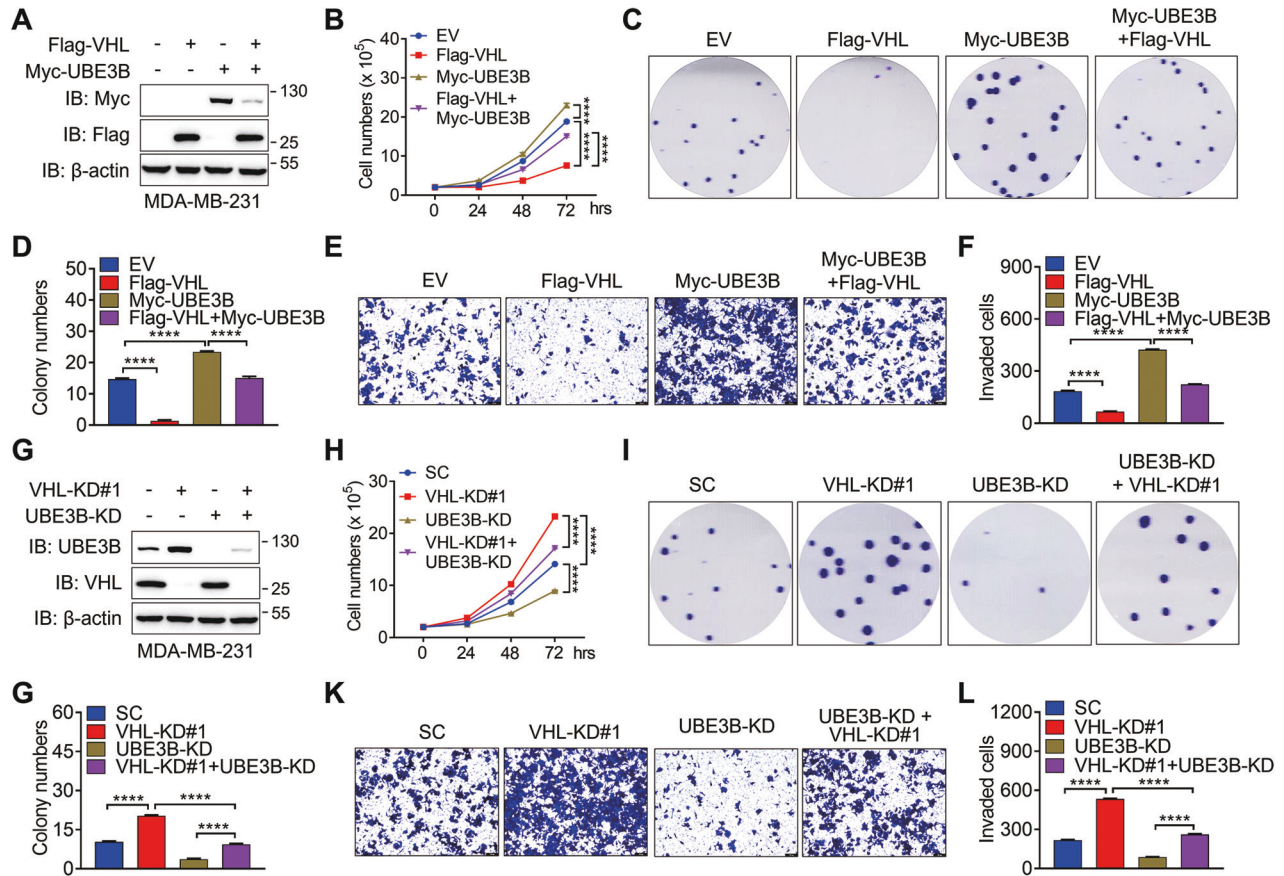 A
Flag-VHL - + - +
Myc-UBE3B - - + +
IB: Myc
-130
IB: Flag
-25
IB: β-actin
-55
MDA-MB-231
B
EV
Flag-VHL
Myc-UBE3B
Flag-VHL+
Myc-UBE3B
Cell numbers (x 10⁵)
40
30
20
10
0
0 24 48 72 hrs
****
****
****
C
EV
Flag-VHL
Myc-UBE3B
Myc-UBE3B
+Flag-VHL
D
EV
Flag-VHL
Myc-UBE3B
Flag-VHL+Myc-UBE3B
Colony numbers
50
40
30
20
10
0
**** ****
****
E
EV
Flag-VHL
Myc-UBE3B
Myc-UBE3B
+Flag-VHL
F
EV
Flag-VHL
Myc-UBE3B
Flag-VHL+Myc-UBE3B
Invaded cells
900
600
300
0
**** ****
****
G
VHL-KD#1 - + - +
UBE3B-KD - - + +
IB: UBE3B
-130
IB: VHL
-25
IB: β-actin
-55
MDA-MB-231
H
SC
VHL-KD#1
UBE3B-KD
VHL-KD#1+
UBE3B-KD
Cell numbers (x 10⁵)
30
20
10
0
0 24 48 72 hrs
****
****
****
I
SC
VHL-KD#1
UBE3B-KD
UBE3B-KD
+ VHL-KD#1
G
SC
VHL-KD#1
UBE3B-KD
VHL-KD#1+UBE3B-KD
Colony numbers
60
45
30
15
0
**** ****
****
K
SC
VHL-KD#1
UBE3B-KD
UBE3B-KD +
VHL-KD#1
L
SC
VHL-KD#1
UBE3B-KD
VHL-KD#1+UBE3B-KD
Invaded cells
1200
900
600
300
0
**** ****
****